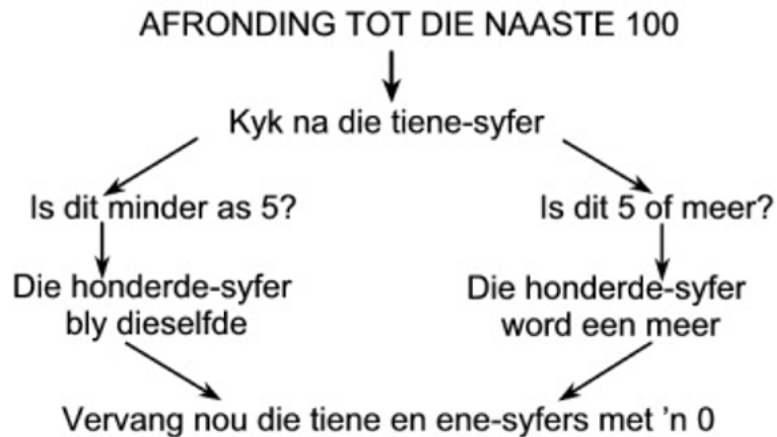 AFRONDING TOT DIE NAASTE 100
Kyk na die tiene-syfer
Is dit minder as 5?
Die honderde-syfer
bly dieselfde
Is dit 5 of meer?
Die honderde-syfer
word een meer
Vervang nou die tiene en ene-syfers met 'n 0